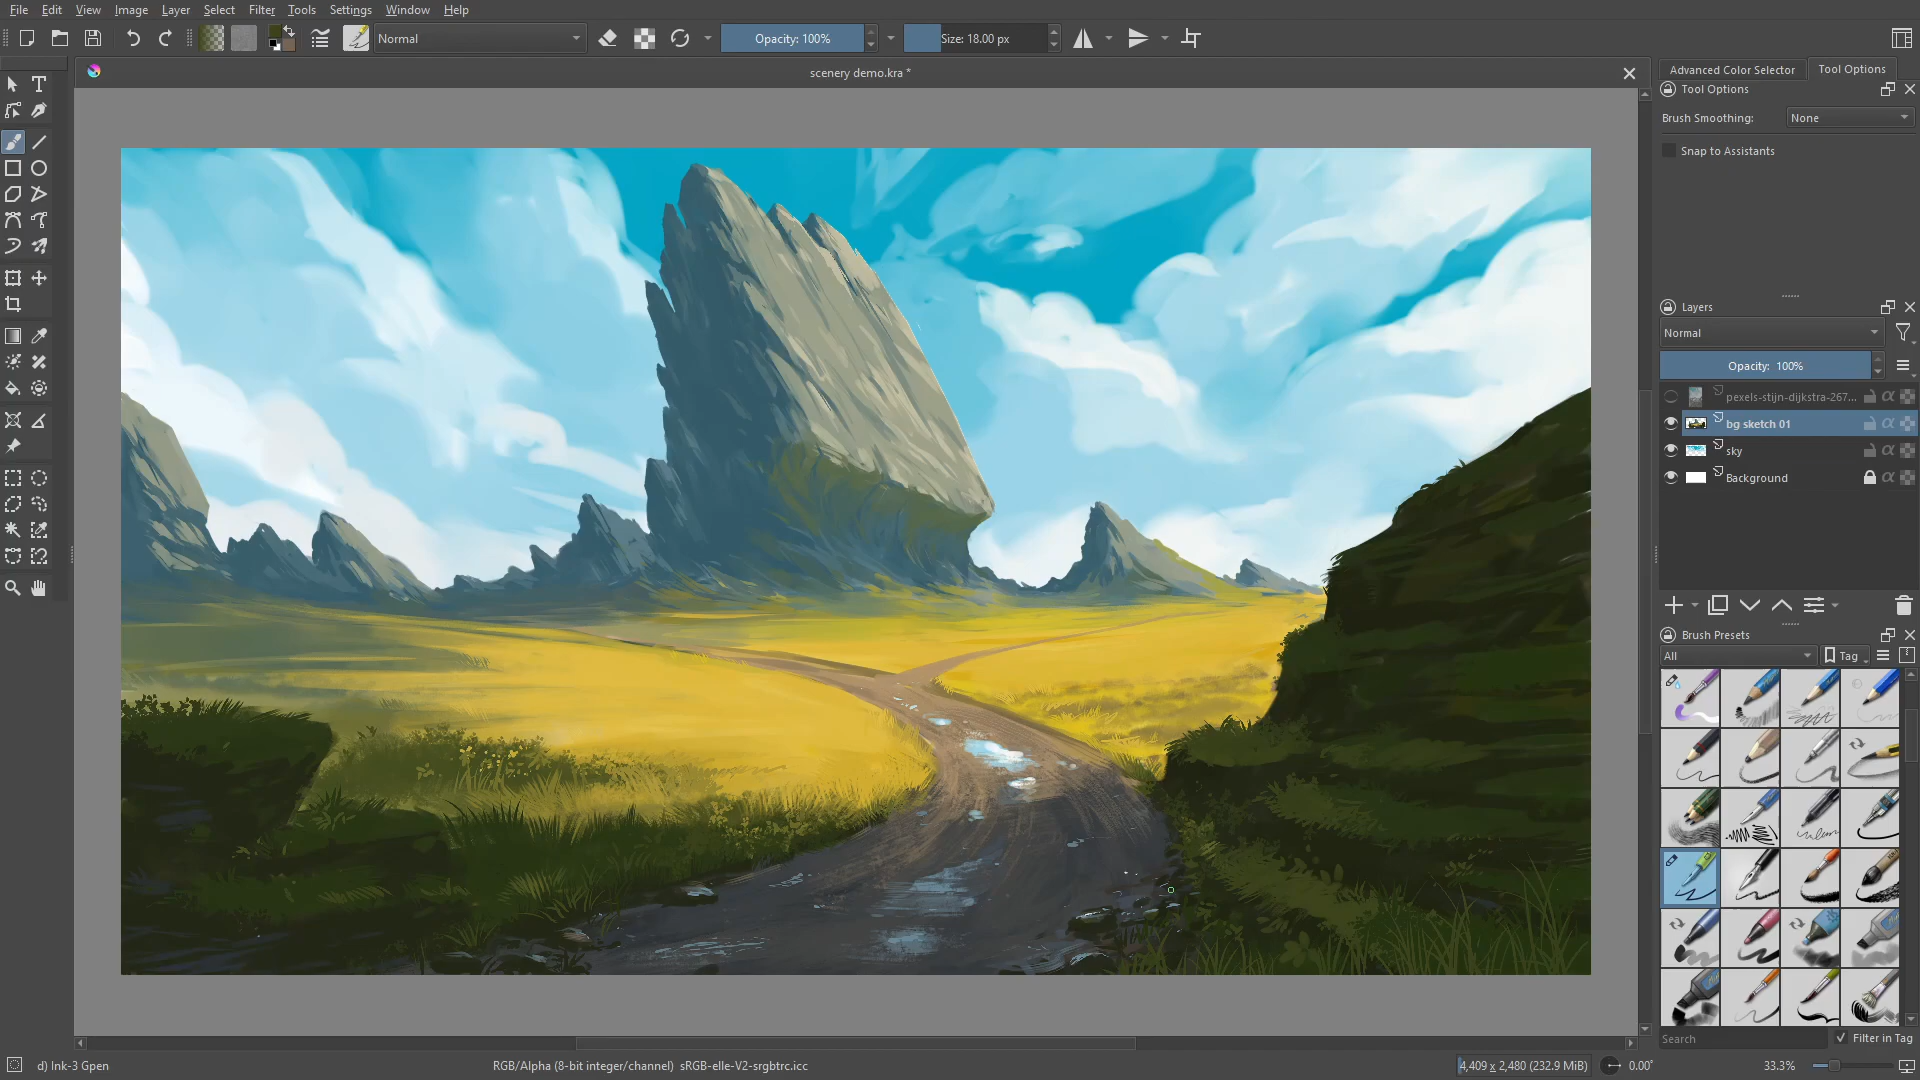 File Edit View Image Layer Select Filter Tools Settings Window Help
Normal
Opacity: 100%
Size: 18.00 px
scenery demo.kra *
Advanced Color Selector
Tool Options
Tool Options
Brush Smoothing: None
Snap to Assistants
Layers
Normal
Opacity: 100%
pexels-stijn-dijkstra-267...
bg sketch 01
sky
Background
Brush Presets
All
Tag
Search
Filter in Tag
d) Ink-3 Gpen
RGB/Alpha (8-bit integer/channel) sRGB-elle-V2-srgbtrc.icc
4,409 x 2,480 (232.9 MiB)
0.00°
33.3%